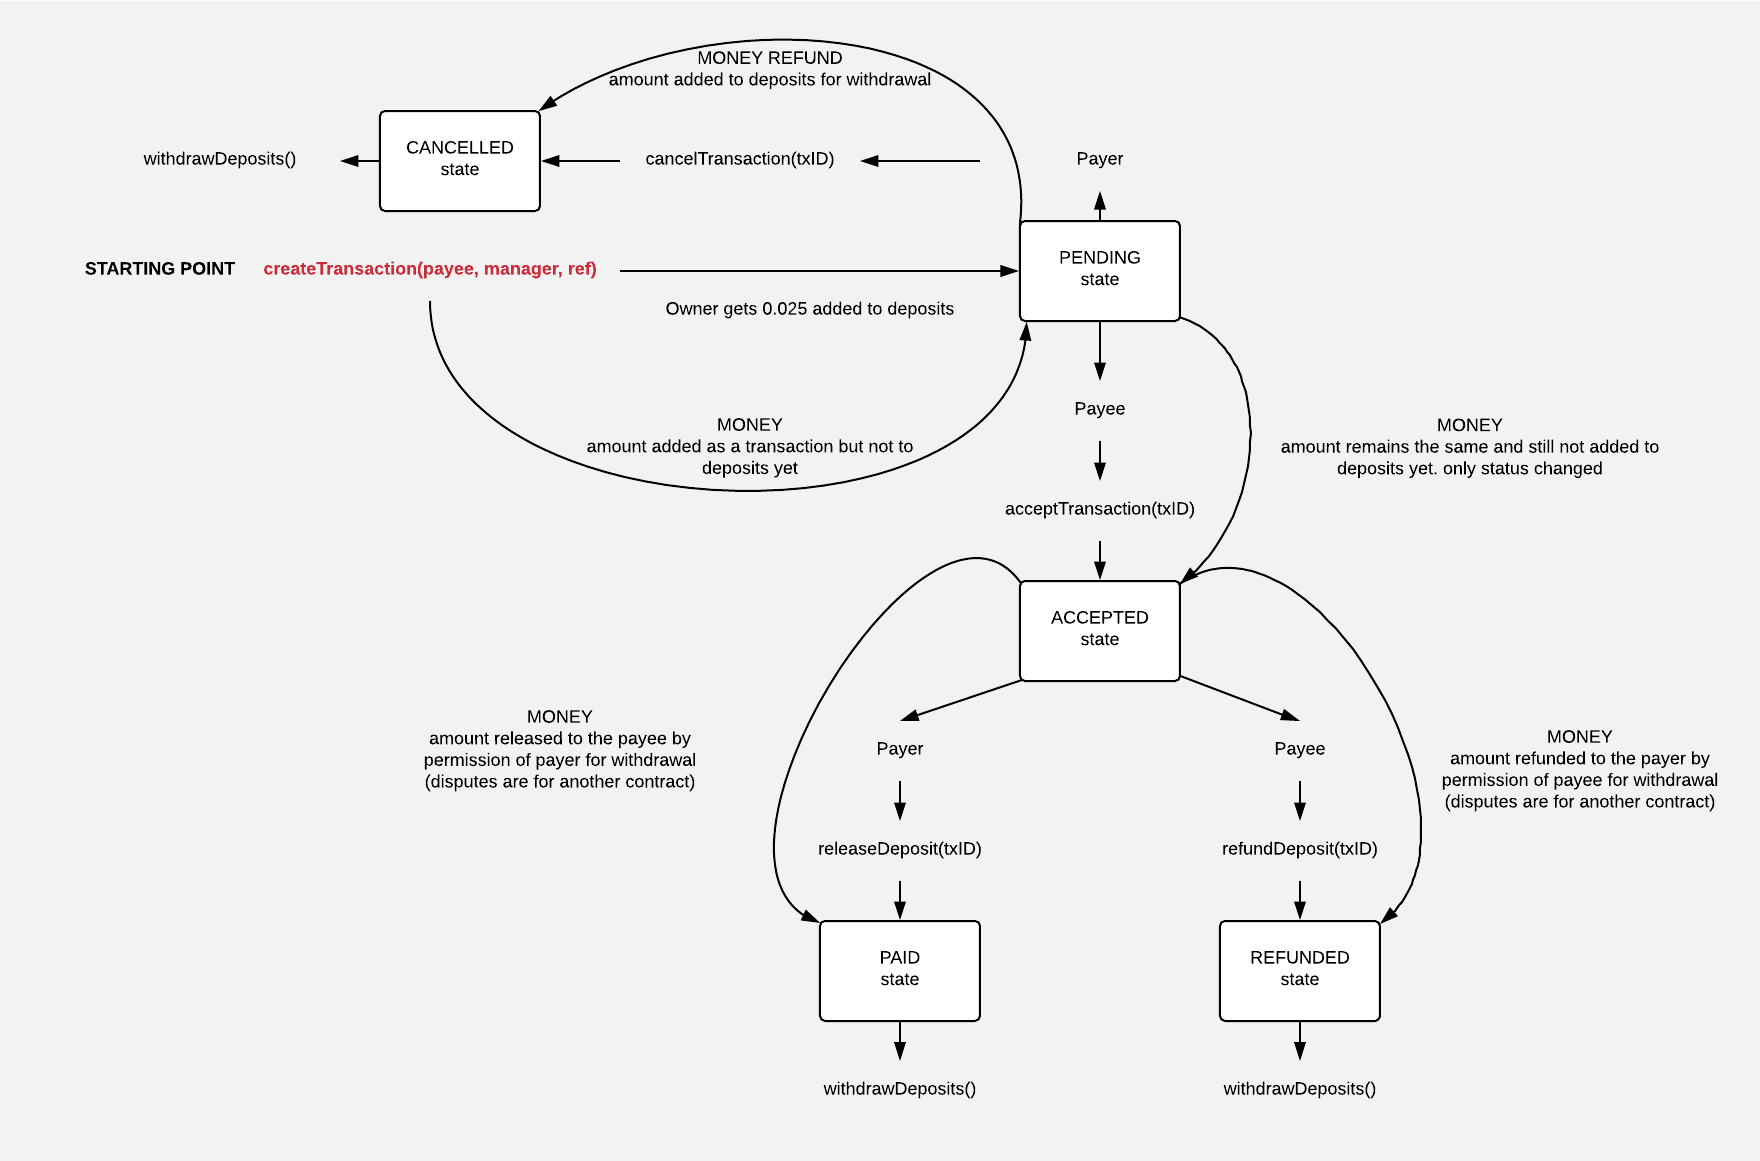 MONEY REFUND
amount added to deposits for withdrawal
withdrawDeposits()
CANCELLED
state
cancelTransaction(txID)
Payer
STARTING POINT
createTransaction(payee, manager, ref)
PENDING
state
Owner gets 0.025 added to deposits
Payee
MONEY
amount added as a transaction but not to
deposits yet
MONEY
amount remains the same and still not added to
deposits yet. only status changed
acceptTransaction(txID)
ACCEPTED
state
MONEY
amount released to the payee by
permission of payer for withdrawal
(disputes are for another contract)
Payer
Payee
MONEY
amount refunded to the payer by
permission of payee for withdrawal
(disputes are for another contract)
releaseDeposit(txID)
refundDeposit(txID)
PAID
state
REFUNDED
state
withdrawDeposits()
withdrawDeposits()